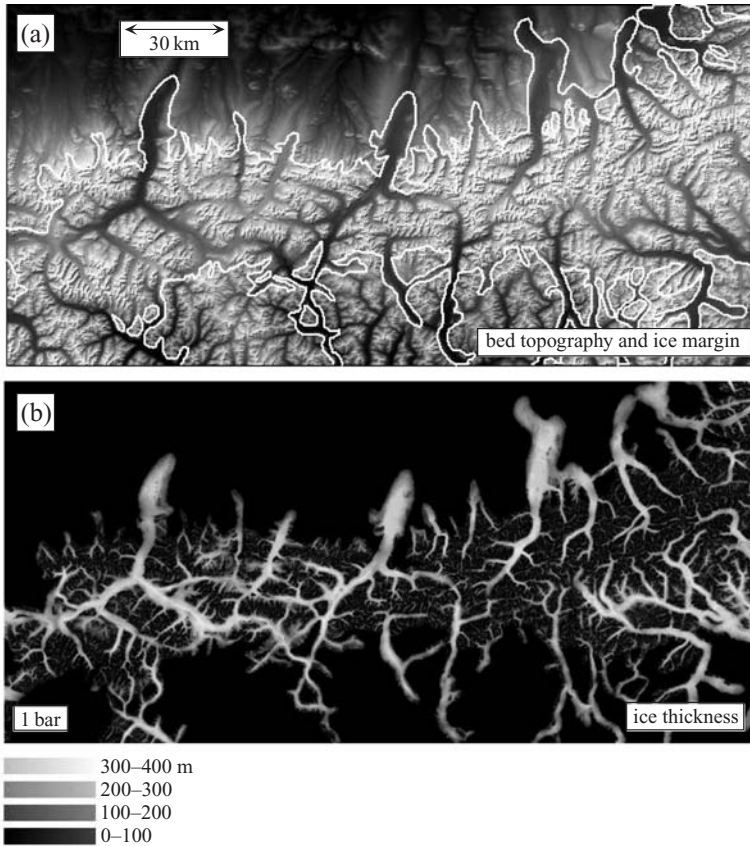 (a)
30 km
bed topography and ice margin
(b)
1 bar
ice thickness
300–400 m
200–300
100–200
0–100